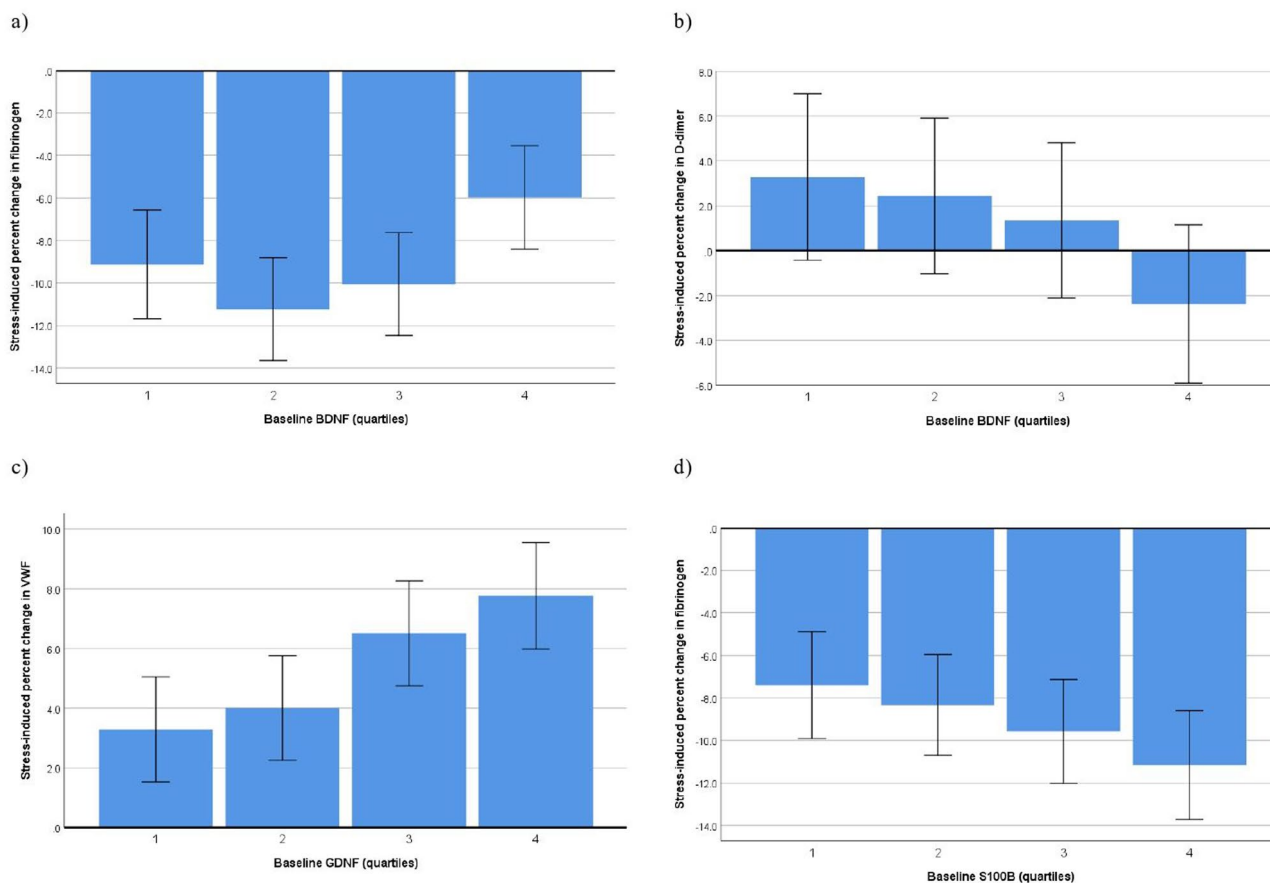 a)
Stress-induced percent change in fibrinogen
.0
-2.0
-4.0
-6.0
-8.0
-10.0
-12.0
-14.0
1 2 3 4
Baseline BDNF (quartiles)
b)
Stress-induced percent change in D-dimer
8.0
6.0
4.0
2.0
.0
-2.0
-4.0
-6.0
1 2 3 4
Baseline BDNF (quartiles)
c)
Stress-induced percent change in VWF
10.0
8.0
6.0
4.0
2.0
.0
1 2 3 4
Baseline GDNF (quartiles)
d)
Stress-induced percent change in fibrinogen
.0
-2.0
-4.0
-6.0
-8.0
-10.0
-12.0
-14.0
1 2 3 4
Baseline S100B (quartiles)